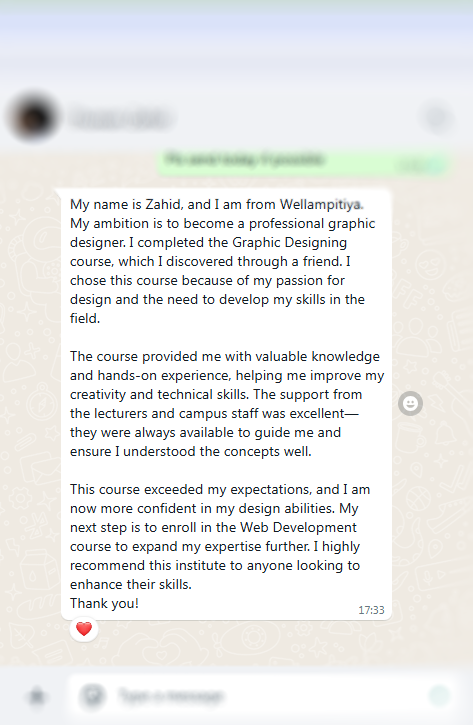 My name is Zahid, and I am from Wellampitiya.
My ambition is to become a professional graphic
designer. I completed the Graphic Designing
course, which I discovered through a friend. I
chose this course because of my passion for
design and the need to develop my skills in the
field.
The course provided me with valuable knowledge
and hands-on experience, helping me improve my
creativity and technical skills. The support from
the lecturers and campus staff was excellent—
they were always available to guide me and
ensure I understood the concepts well.
This course exceeded my expectations, and I am
now more confident in my design abilities. My
next step is to enroll in the Web Development
course to expand my expertise further. I highly
recommend this institute to anyone looking to
enhance their skills.
Thank you!
17:33
Type a message